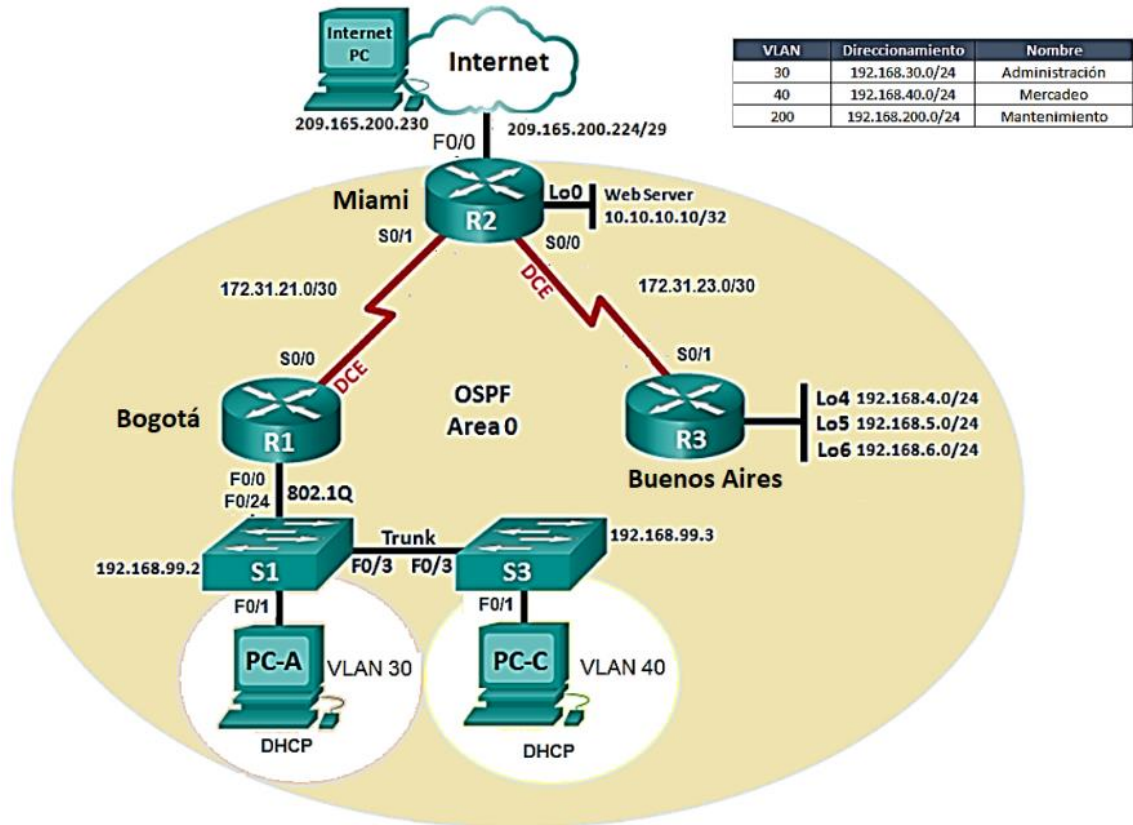 Internet
PC
Internet
209.165.200.230
209.165.200.224/29
F0/0
VLAN Direccionamiento Nombre
30 192.168.30.0/24 Administración
40 192.168.40.0/24 Mercadeo
200 192.168.200.0/24 Mantenimiento
Miami
R2
Lo0
Web Server
10.10.10.10/32
S0/1
S0/0
DCE
172.31.21.0/30
172.31.23.0/30
S0/0
DCE
S0/1
OSPF
Area 0
Bogotá
R1
R3
Buenos Aires
Lo4 192.168.4.0/24
Lo5 192.168.5.0/24
Lo6 192.168.6.0/24
F0/0
F0/24
802.1Q
Trunk
192.168.99.2
S1
F0/3
F0/3
S3
192.168.99.3
F0/1
F0/1
PC-A
VLAN 30
DHCP
PC-C
VLAN 40
DHCP